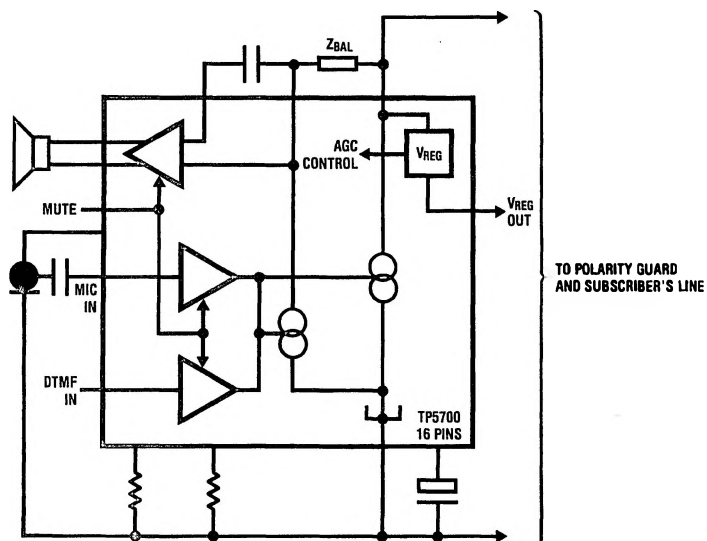 ZBAL
AGC
CONTROL
VREG
MUTE
VREG
OUT
MIC
IN
TO POLARITY GUARD
AND SUBSCRIBER'S LINE
DTMF
IN
TP5700
16 PINS